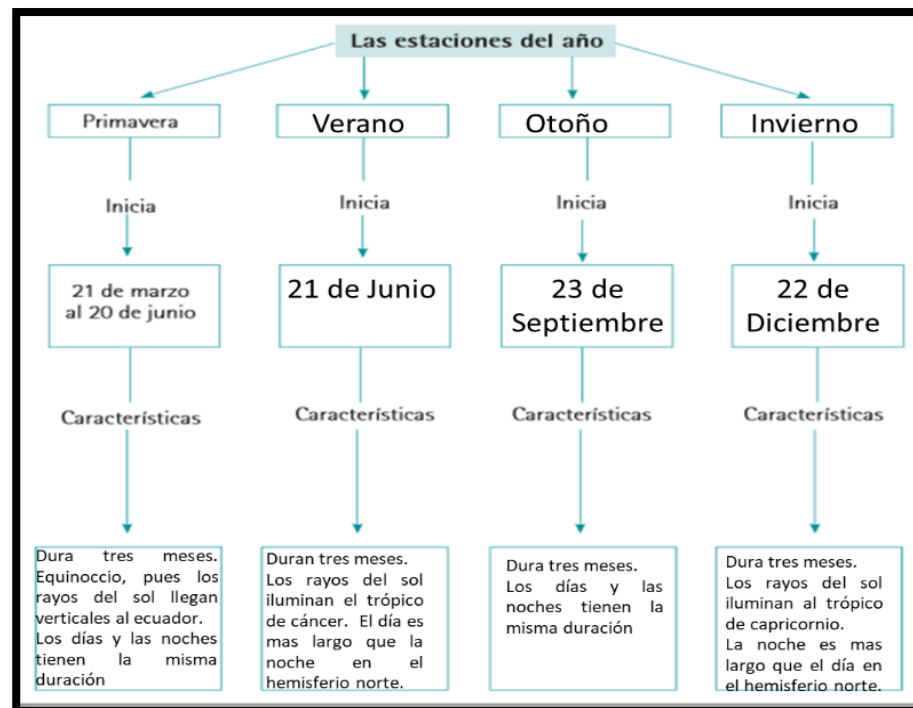 Las estaciones del año
Primavera
Verano
Otoño
Invierno
Inicia
Inicia
Inicia
Inicia
21 de marzo
al 20 de junio
21 de Junio
23 de
Septiembre
22 de
Diciembre
Características
Características
Características
Características
Dura tres meses.
Equinoccio, pues los
rayos del sol llegan
verticales al ecuador.
Los días y las noches
tienen la misma
duración
Duran tres meses.
Los rayos del sol
iluminan el trópico
de cáncer. El día es
mas largo que la
noche en el
hemisferio norte.
Dura tres meses.
Los días y las
noches tienen la
misma duración
Dura tres meses.
Los rayos del sol
iluminan al trópico
de capricornio.
La noche es mas
largo que el día en
el hemisferio norte.